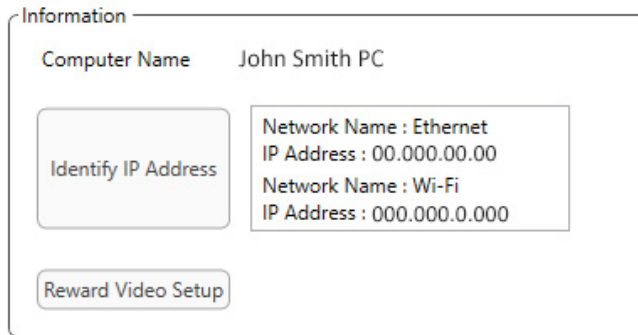 Information
Computer Name John Smith PC
Identify IP Address
Network Name : Ethernet
IP Address : 00.000.00.00
Network Name : Wi-Fi
IP Address : 000.000.0.000
Reward Video Setup